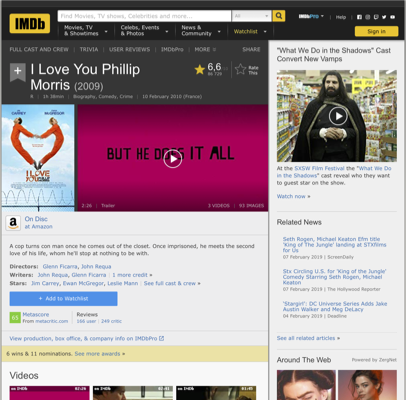 IMDb
Find Movies, TV shows, Celebrities and more...
All
IMDbPro
Help
Movies, TV
& Showtimes
Celebs, Events
& Photos
News &
Community
Watchlist
Sign in
FULL CAST AND CREW | TRIVIA | USER REVIEWS | IMDbPro | MORE
SHARE
I Love You Phillip
Morris (2009)
6,6
Rate
This
1h 38min | Biography, Comedy, Crime | 10 February 2010 (France)
CARREY
McGREGOR
I LOVE YOU
BUT HE DOES IT ALL
2:26 | Trailer
3 VIDEOS | 93 IMAGES
On Disc
at Amazon
A cop turns con man once he comes out of the closet. Once imprisoned, he meets the second
love of his life, whom he'll stop at nothing to be with.
Directors: Glenn Ficarra, John Requa
Writers: John Requa, Glenn Ficarra | 1 more credit »
Stars: Jim Carrey, Ewan McGregor, Leslie Mann | See full cast & crew »
+ Add to Watchlist
Metascore
From metacritic.com
Reviews
249 critic
View production, box office, & company info on IMDbPro
6 wins & 11 nominations. See more awards »
Videos
"What We Do in the Shadows" Cast
Convert New Vamps
At the SXSW Film Festival the "What We Do
in the Shadows" cast reveal who they want
to guest star on the show.
Watch now »
Related News
Seth Rogen, Michael Keaton Efm title
'King of The Jungle' landing at STXfilms
for Us
07 February 2019 | ScreenDaily
Stx Circling U.S. for 'King of the Jungle'
Comedy Starring Seth Rogen, Michael
Keaton
07 February 2019 | The Hollywood Reporter
'Stargirl': DC Universe Series Adds Jake
Austin Walker and Meg DeLacy
04 February 2019 | Deadline
See all related articles »
Around The Web
Powered by ZergNet